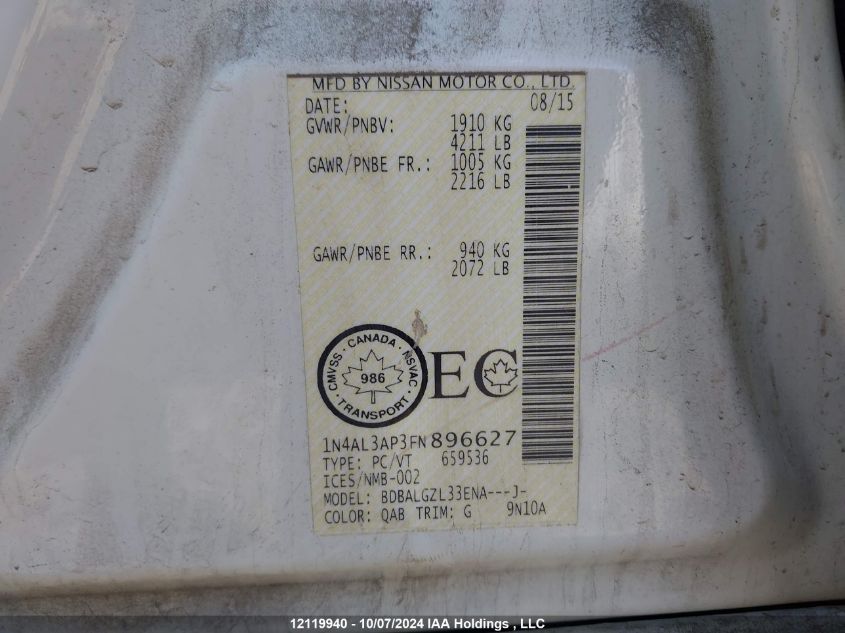 MFD BY NISSAN MOTOR CO., LTD.
DATE: 08/15
GVWR/PNBV: 1910 KG
4211 LB
GAWR/PNBE FR.: 1005 KG
2216 LB
GAWR/PNBE RR.: 940 KG
2072 LB
CMVSS · CANADA · NSVAC
986
· TRANSPORT ·
EC
1N4AL3AP3FN896627
TYPE: PC/VT 659536
ICES/NMB-002
MODEL: BDBALGZL33ENA---J-
COLOR: QAB TRIM: G 9N10A
12119940 - 10/07/2024 IAA Holdings , LLC